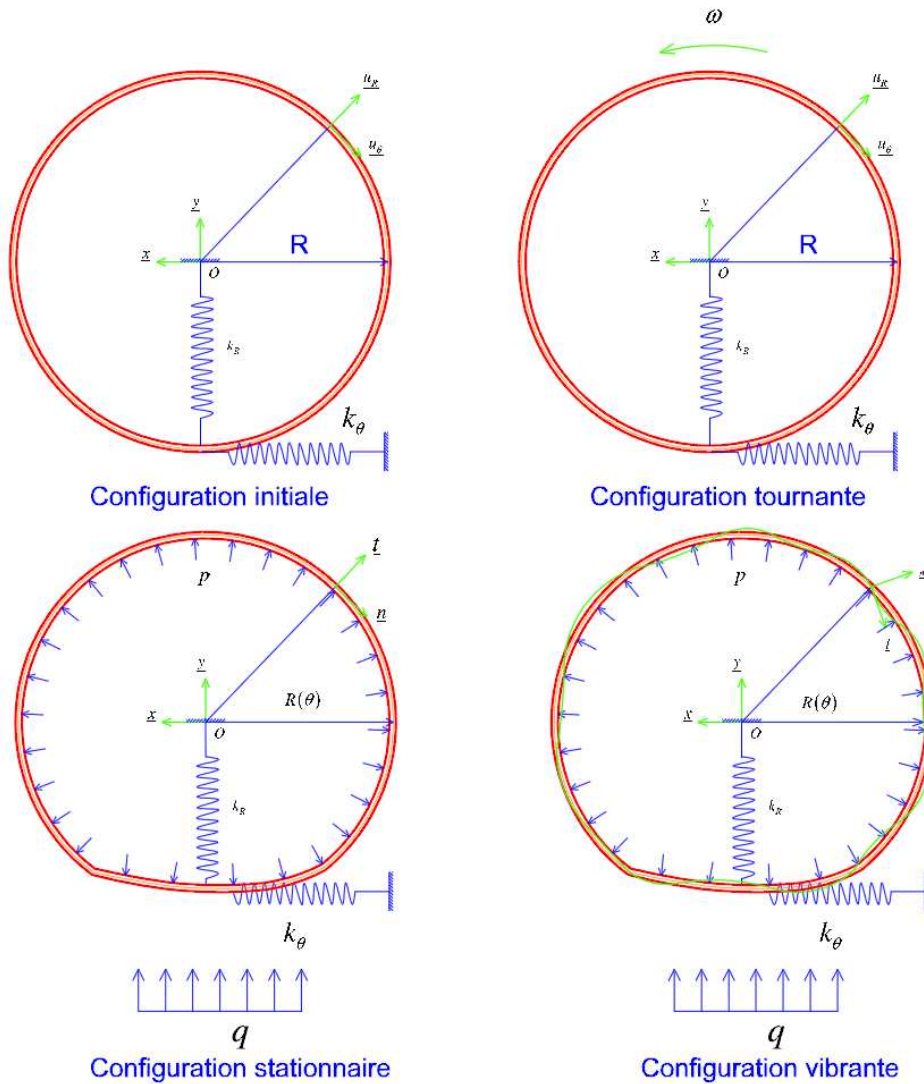 ω
u_R u_R
u_θ u_θ
y y
R R
x O x O
k_R k_R
k_θ k_θ
Configuration initiale Configuration tournante
t
p p
n
y y
R(θ) R(θ)
x O x O
k_R k_R
k_θ k_θ
q q
Configuration stationnaire Configuration vibrante